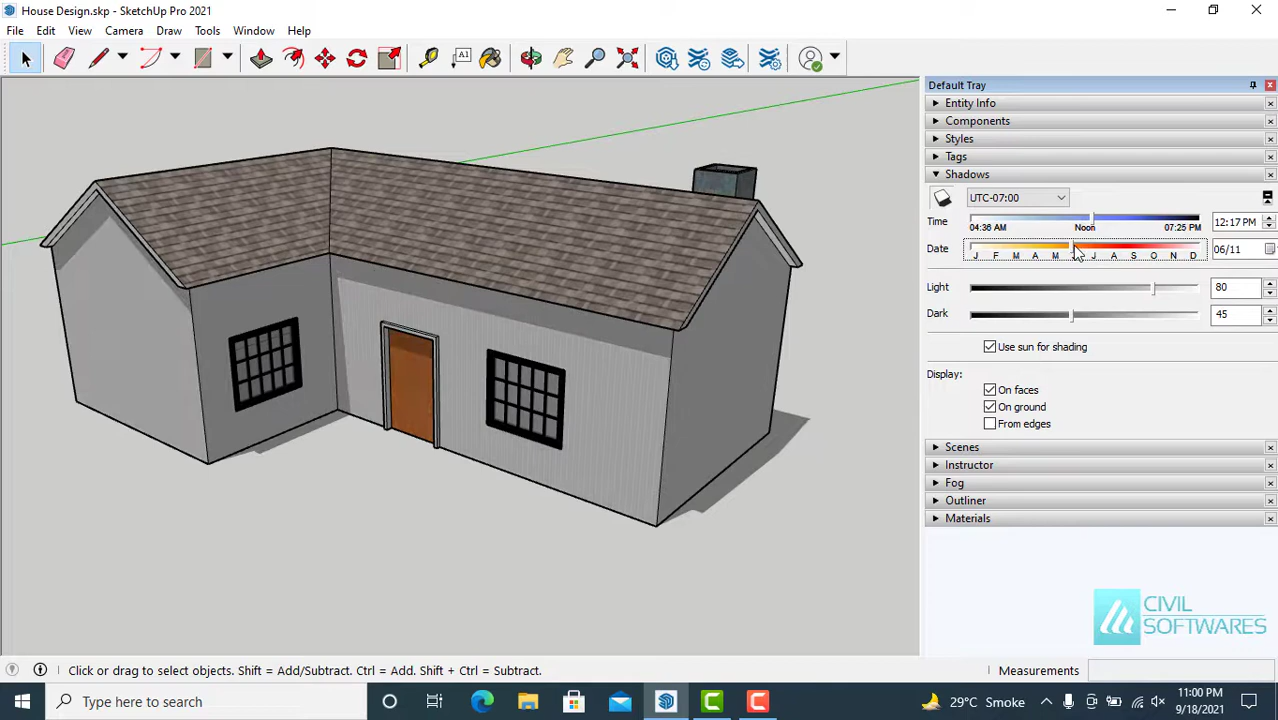 House Design.skp - SketchUp Pro 2021
File Edit View Camera Draw Tools Window Help
A1
Default Tray
Entity Info
Components
Styles
Tags
Shadows
UTC-07:00
Time 12:17 PM
04:36 AM Noon 07:25 PM
Date 06/11
J F M A M J A S O N D
Light 80
Dark 45
Use sun for shading
Display:
On faces
On ground
From edges
Scenes
Instructor
Fog
Outliner
Materials
CIVIL
SOFTWARES
Click or drag to select objects. Shift = Add/Subtract. Ctrl = Add. Shift + Ctrl = Subtract.
Measurements
Type here to search
29°C Smoke
11:00 PM
9/18/2021